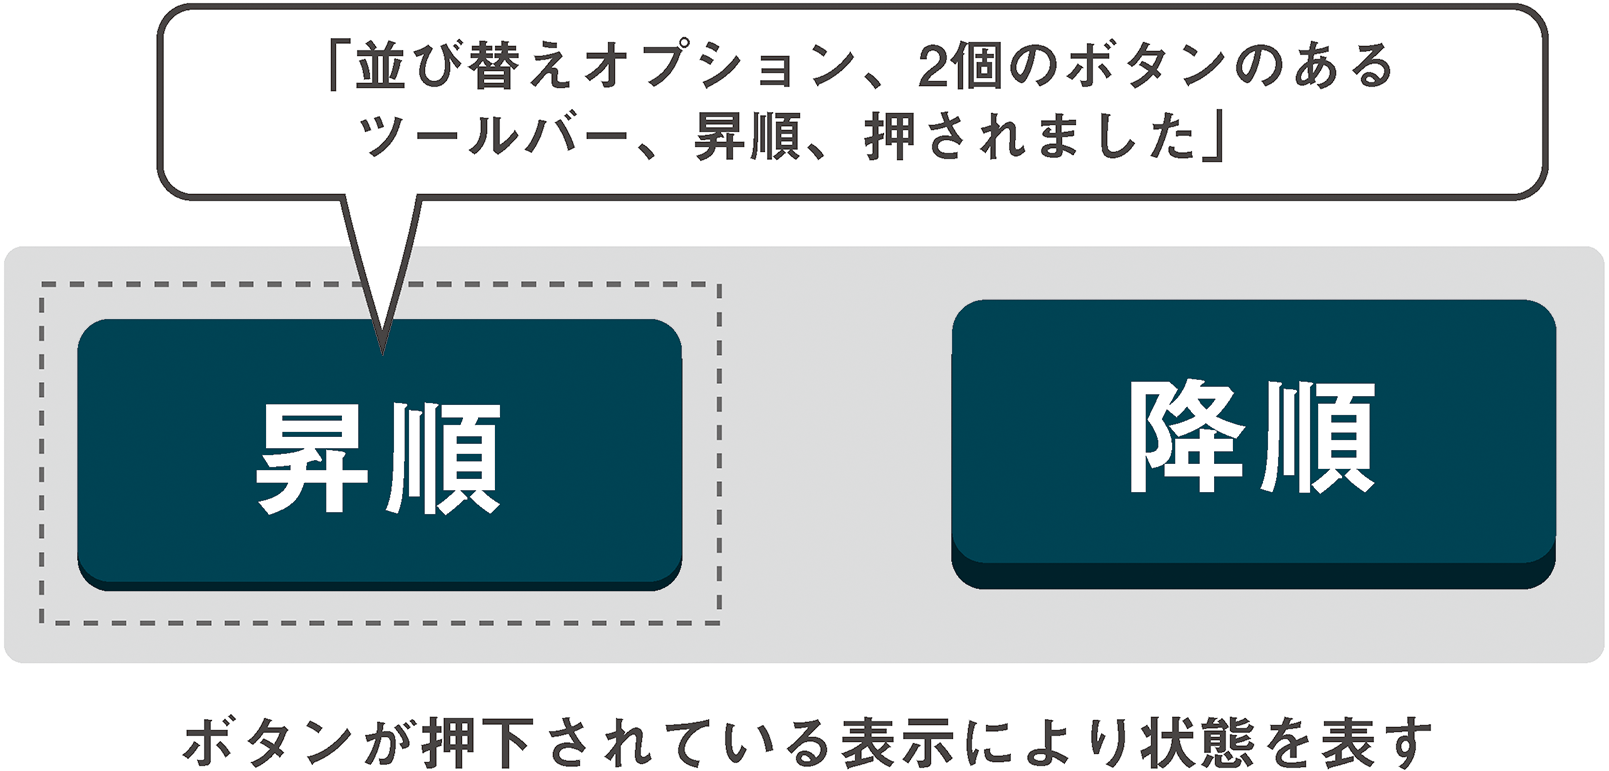 「並び替えオプション、2個のボタンのある
ツールバー、昇順、押されました」
昇順
降順
ボタンが押下されている表示により状態を表す